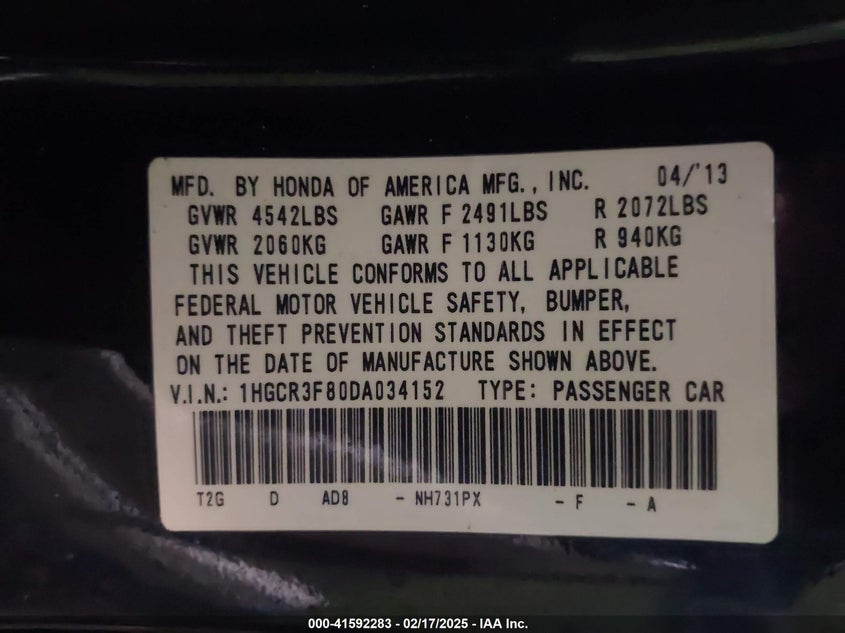 MFD. BY HONDA OF AMERICA MFG., INC. 04/'13
GVWR 4542LBS GAWR F 2491LBS R 2072LBS
GVWR 2060KG GAWR F 1130KG R 940KG
THIS VEHICLE CONFORMS TO ALL APPLICABLE
FEDERAL MOTOR VEHICLE SAFETY, BUMPER,
AND THEFT PREVENTION STANDARDS IN EFFECT
ON THE DATE OF MANUFACTURE SHOWN ABOVE.
V.I.N.: 1HGCR3F80DA034152 TYPE: PASSENGER CAR
T2G D AD8 - NH731PX - F - A
000-41592283 - 02/17/2025 - IAA Inc.